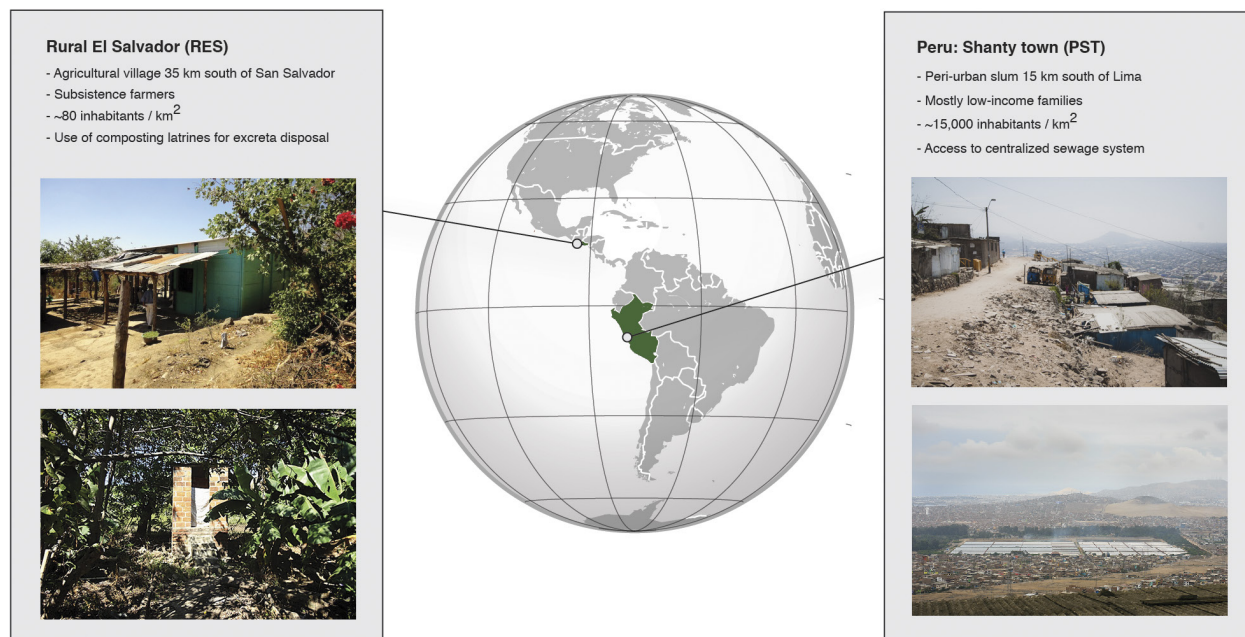 Rural El Salvador (RES)
- Agricultural village 35 km south of San Salvador
- Subsistence farmers
- ~80 inhabitants / km²
- Use of composting latrines for excreta disposal
Peru: Shanty town (PST)
- Peri-urban slum 15 km south of Lima
- Mostly low-income families
- ~15,000 inhabitants / km²
- Access to centralized sewage system